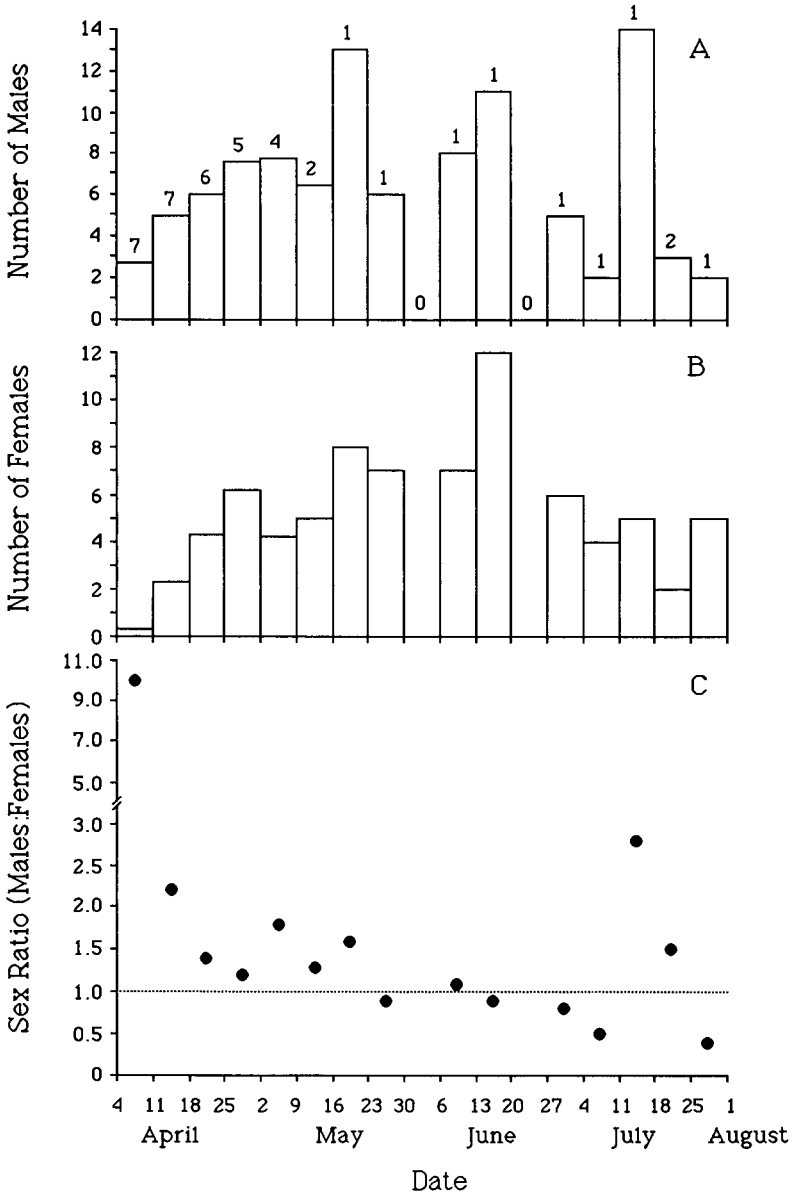 A
Number of Males
14
12
10
8
6
4
2
0
7 7 6 5 4 2 1 1 0 1 1 0 1 1 1 2 1
B
Number of Females
12
10
8
6
4
2
0
C
Sex Ratio (Males:Females)
11.0
9.0
7.0
5.0
3.0
2.5
2.0
1.5
1.0
0.5
0
4 11 18 25 2 9 16 23 30 6 13 20 27 4 11 18 25 1
April May June July August
Date